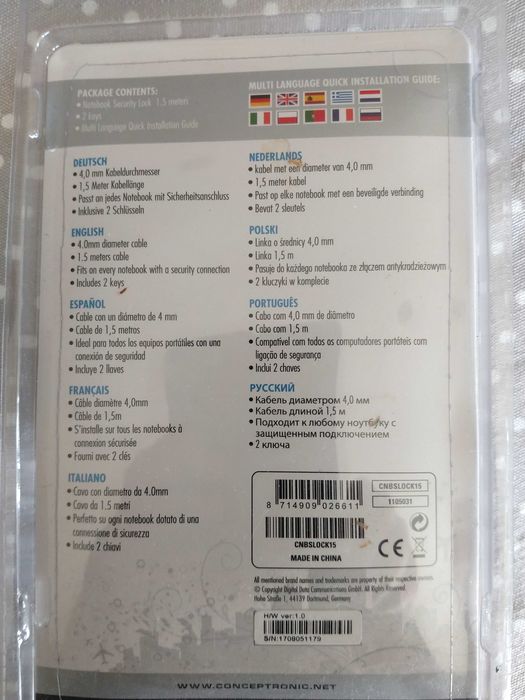 PACKAGE CONTENTS:
• Notebook Security Lock 1.5 meters
• 2 keys
• Multi Language Quick Installation Guide
MULTI LANGUAGE QUICK INSTALLATION GUIDE:
DEUTSCH
• 4,0 mm Kabeldurchmesser
• 1,5 Meter Kabellänge
• Passt an jedes Notebook mit Sicherheitsanschluss
• Inklusive 2 Schlüsseln
ENGLISH
• 4.0mm diameter cable
• 1.5 meters cable
• Fits on every notebook with a security connection
• Includes 2 keys
ESPAÑOL
• Cable con un diámetro de 4 mm
• Cable de 1,5 metros
• Ideal para todos los equipos portátiles con una
conexión de seguridad
• Incluye 2 llaves
FRANÇAIS
• Câble diamètre 4,0mm
• Câble de 1,5m
• S'installe sur tous les notebooks à
connexion sécurisée
• Fourni avec 2 clés
ITALIANO
• Cavo con diametro da 4.0mm
• Cavo da 1.5 metri
• Perfetto su ogni notebook dotato di una
connessione di sicurezza
• Include 2 chiavi
NEDERLANDS
• kabel met een diameter van 4,0 mm
• 1,5 meter kabel
• Past op elke notebook met een beveiligde verbinding
• Bevat 2 sleutels
POLSKI
• Linka o średnicy 4,0 mm
• Linka 1,5 m
• Pasuje do każdego notebooka ze złączem antykradzieżowym
• 2 kluczyki w komplecie
PORTUGUÊS
• Cabo com 4,0 mm de diâmetro
• Cabo com 1,5 m
• Compatível com todos os computadores portáteis com
ligação de segurança
• Inclui 2 chaves
РУССКИЙ
• Кабель диаметром 4,0 мм
• Кабель длиной 1,5 м
• Подходит к любому ноутбуку с
защищенным подключением
• 2 ключа
8 714909 026611
CNBSLOCK15
1105031
CNBSLOCK15
MADE IN CHINA
CE
All mentioned brand names and trademarks are property of their respective owners.
© Copyright Digital Data Communications GmbH. All Rights Reserved.
Hohe Straße 1, 44139 Dortmund, Germany
H/W ver:1.0
S/N:1709051179
WWW.CONCEPTRONIC.NET